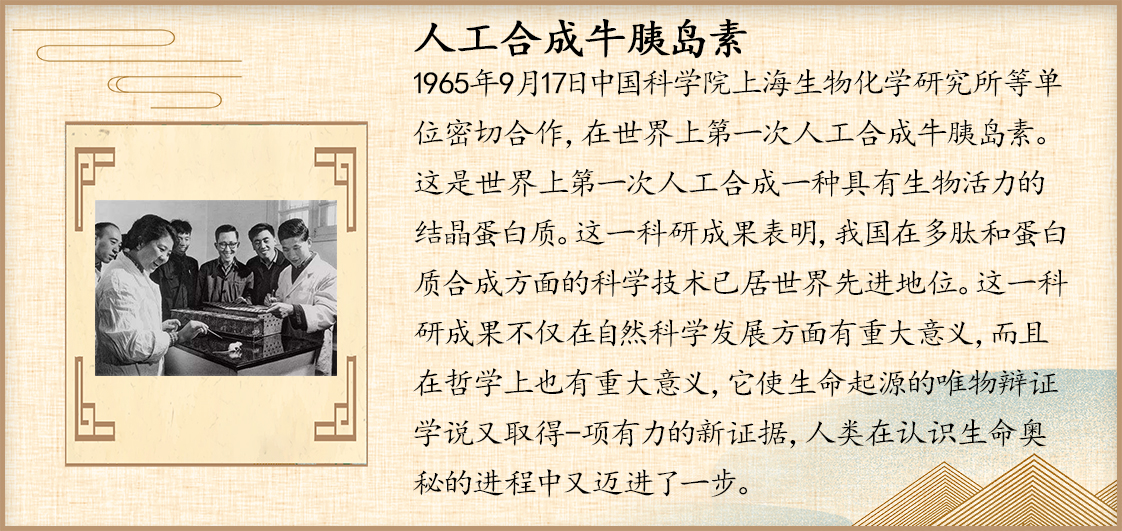 人工合成牛胰岛素
1965年9月17日中国科学院上海生物化学研究所等单
位密切合作,在世界上第一次人工合成牛胰岛素。
这是世界上第一次人工合成一种具有生物活力的
结晶蛋白质。这一科研成果表明,我国在多肽和蛋白
质合成方面的科学技术已居世界先进地位。这一科
研成果不仅在自然科学发展方面有重大意义,而且
在哲学上也有重大意义,它使生命起源的唯物辩证
学说又取得-项有力的新证据,人类在认识生命奥
秘的进程中又迈进了一步。